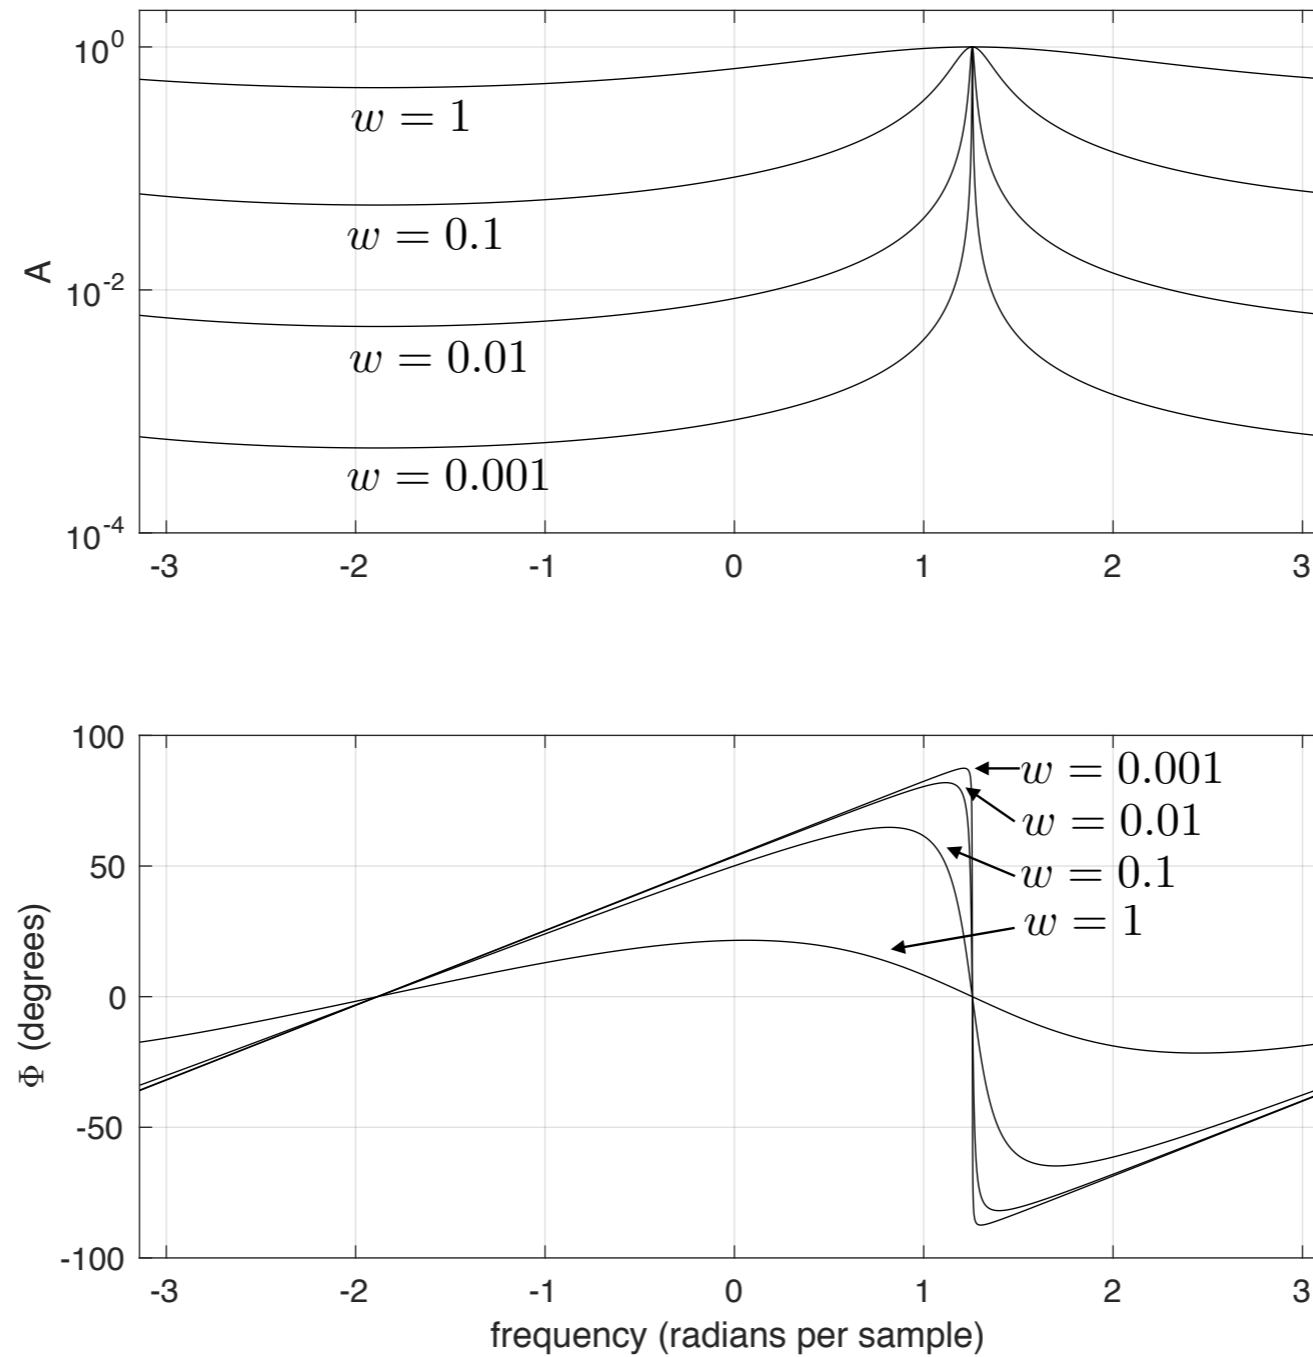 10^0
w = 1
w = 0.1
A
10^-2
w = 0.01
w = 0.001
10^-4
-3 -2 -1 0 1 2 3
100
w = 0.001
w = 0.01
50
w = 0.1
w = 1
0
Φ (degrees)
-50
-100
-3 -2 -1 0 1 2 3
frequency (radians per sample)